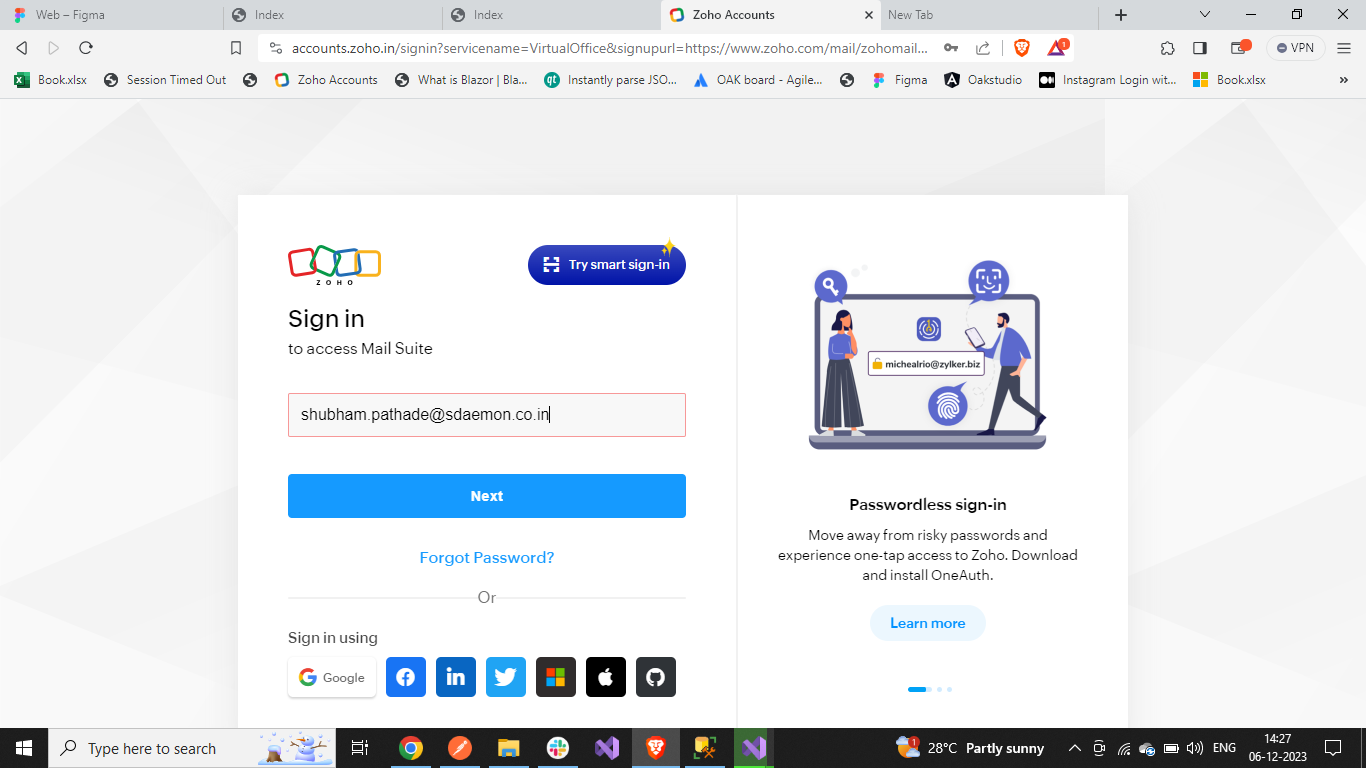 Web – Figma
Index
Index
Zoho Accounts
New Tab
accounts.zoho.in/signin?servicename=VirtualOffice&signupurl=https://www.zoho.com/mail/zohomail...
1
VPN
Book.xlsx
Session Timed Out
Zoho Accounts
What is Blazor | Bla...
qt
Instantly parse JSO...
OAK board - Agile...
Figma
Oakstudio
Instagram Login wit...
Book.xlsx
»
ZOHO
Try smart sign-in
Sign in
to access Mail Suite
shubham.pathade@sdaemon.co.in
Next
Forgot Password?
Or
Sign in using
Google
michealrio@zylker.biz
Passwordless sign-in
Move away from risky passwords and
experience one-tap access to Zoho. Download
and install OneAuth.
Learn more
Type here to search
1
28°C Partly sunny
ENG
14:27
06-12-2023